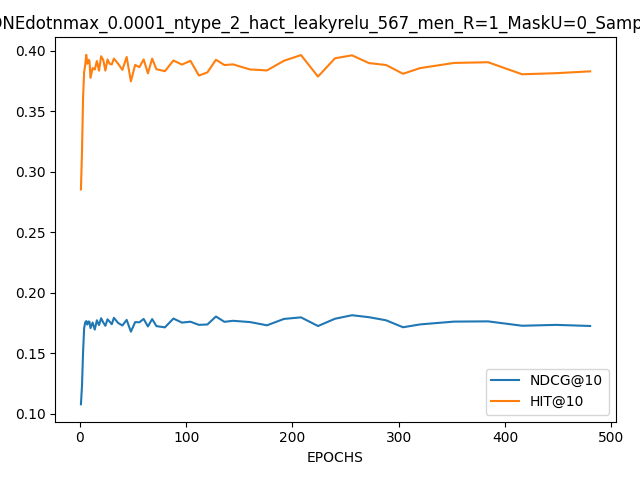 ONEdotnmax_0.0001_ntype_2_hact_leakyrelu_567_men_R=1_MaskU=0_Samp
0.40
0.35
0.30
0.25
0.20
0.15
0.10
NDCG@10
HIT@10
0 100 200 300 400 500
EPOCHS